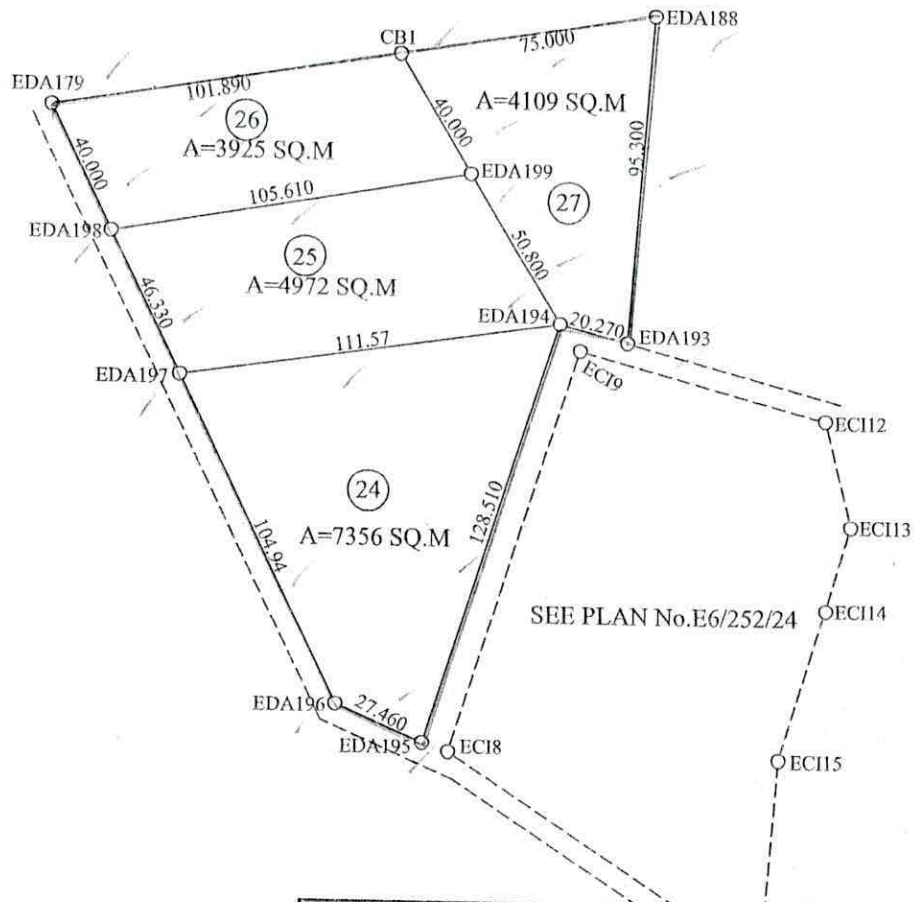 EDA188
CB1
75.000
EDA179
101.890
A=4109 SQ.M
26
40.000
A=3925 SQ.M
40.000
95.300
EDA199
105.610
27
EDA198
25
50.800
A=4972 SQ.M
46.330
EDA194
20.270
EDA193
111.57
EDA197
ECI9
ECI12
24
128.510
A=7356 SQ.M
104.94
ECI13
SEE PLAN No.E6/252/24
ECI14
EDA196
27.460
EDA195
ECI8
ECI15